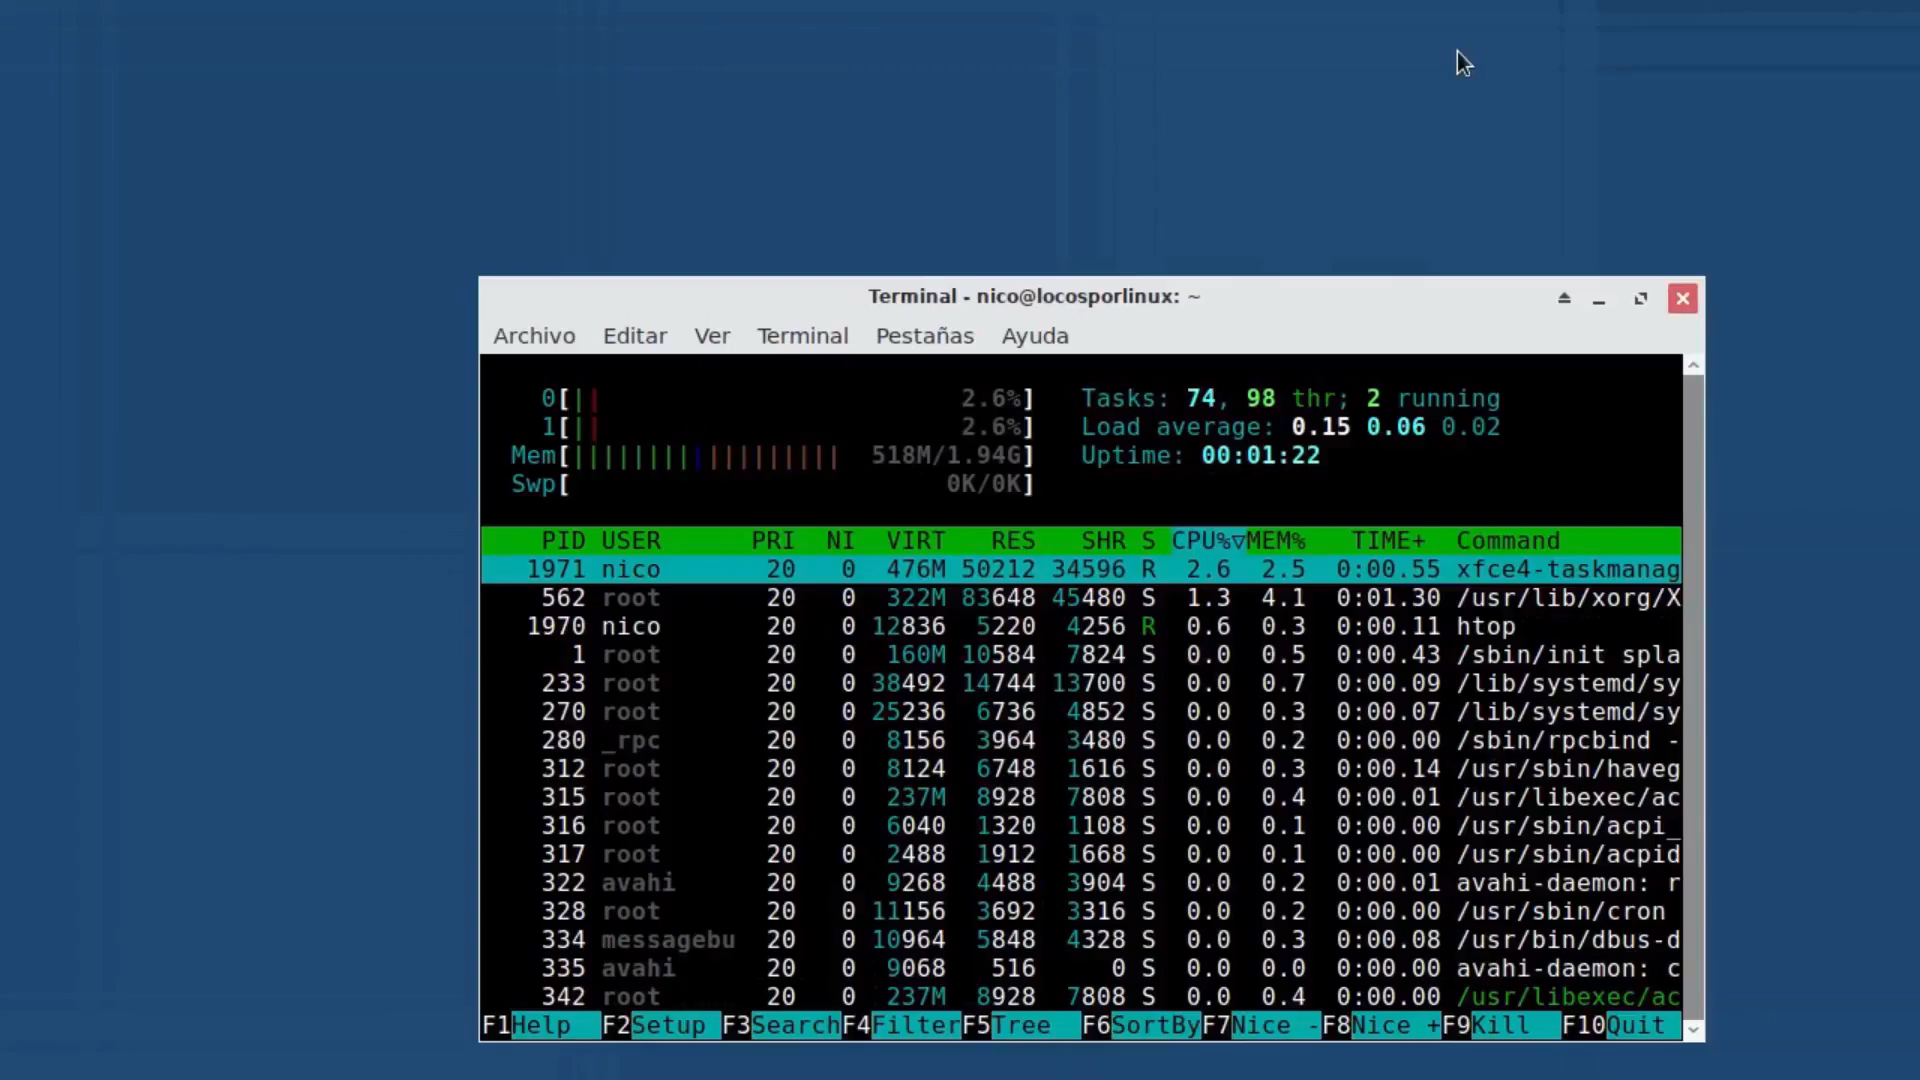 Terminal - nico@locosporlinux: ~
Archivo Editar Ver Terminal Pestañas Ayuda
0[|| 2.6%] Tasks: 74, 98 thr; 2 running
1[|| 2.6%] Load average: 0.15 0.06 0.02
Mem[|||||||||||||||||| 518M/1.94G] Uptime: 00:01:22
Swp[ 0K/0K]
PID USER PRI NI VIRT RES SHR S CPU%▽MEM% TIME+ Command
1971 nico 20 0 476M 50212 34596 R 2.6 2.5 0:00.55 xfce4-taskmanag
562 root 20 0 322M 83648 45480 S 1.3 4.1 0:01.30 /usr/lib/xorg/X
1970 nico 20 0 12836 5220 4256 R 0.6 0.3 0:00.11 htop
1 root 20 0 160M 10584 7824 S 0.0 0.5 0:00.43 /sbin/init spla
233 root 20 0 38492 14744 13700 S 0.0 0.7 0:00.09 /lib/systemd/sy
270 root 20 0 25236 6736 4852 S 0.0 0.3 0:00.07 /lib/systemd/sy
280 _rpc 20 0 8156 3964 3480 S 0.0 0.2 0:00.00 /sbin/rpcbind -
312 root 20 0 8124 6748 1616 S 0.0 0.3 0:00.14 /usr/sbin/haveg
315 root 20 0 237M 8928 7808 S 0.0 0.4 0:00.01 /usr/libexec/ac
316 root 20 0 6040 1320 1108 S 0.0 0.1 0:00.00 /usr/sbin/acpi_
317 root 20 0 2488 1912 1668 S 0.0 0.1 0:00.00 /usr/sbin/acpid
322 avahi 20 0 9268 4488 3904 S 0.0 0.2 0:00.01 avahi-daemon: r
328 root 20 0 11156 3692 3316 S 0.0 0.2 0:00.00 /usr/sbin/cron
334 messagebu 20 0 10964 5848 4328 S 0.0 0.3 0:00.08 /usr/bin/dbus-d
335 avahi 20 0 9068 516 0 S 0.0 0.0 0:00.00 avahi-daemon: c
342 root 20 0 237M 8928 7808 S 0.0 0.4 0:00.00 /usr/libexec/ac
F1Help F2Setup F3SearchF4FilterF5Tree F6SortByF7Nice -F8Nice +F9Kill F10Quit